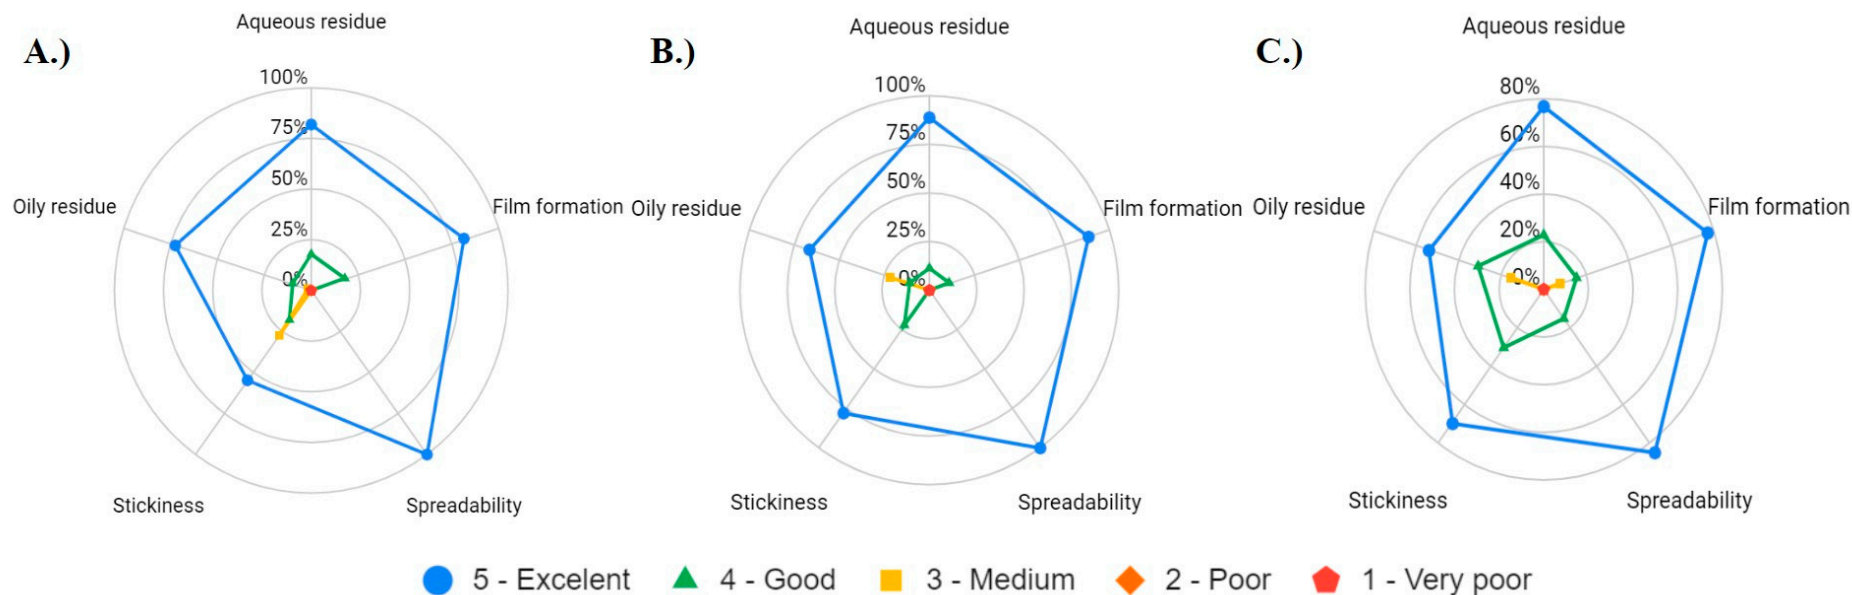 A.)
Aqueous residue
100%
75%
50%
25%
0%
Oily residue
Film formation
Stickiness
Spreadability
B.)
Aqueous residue
100%
75%
50%
25%
0%
Oily residue
Film formation
Stickiness
Spreadability
C.)
Aqueous residue
80%
60%
40%
20%
0%
Oily residue
Film formation
Stickiness
Spreadability
5 - Excelent
4 - Good
3 - Medium
2 - Poor
1 - Very poor